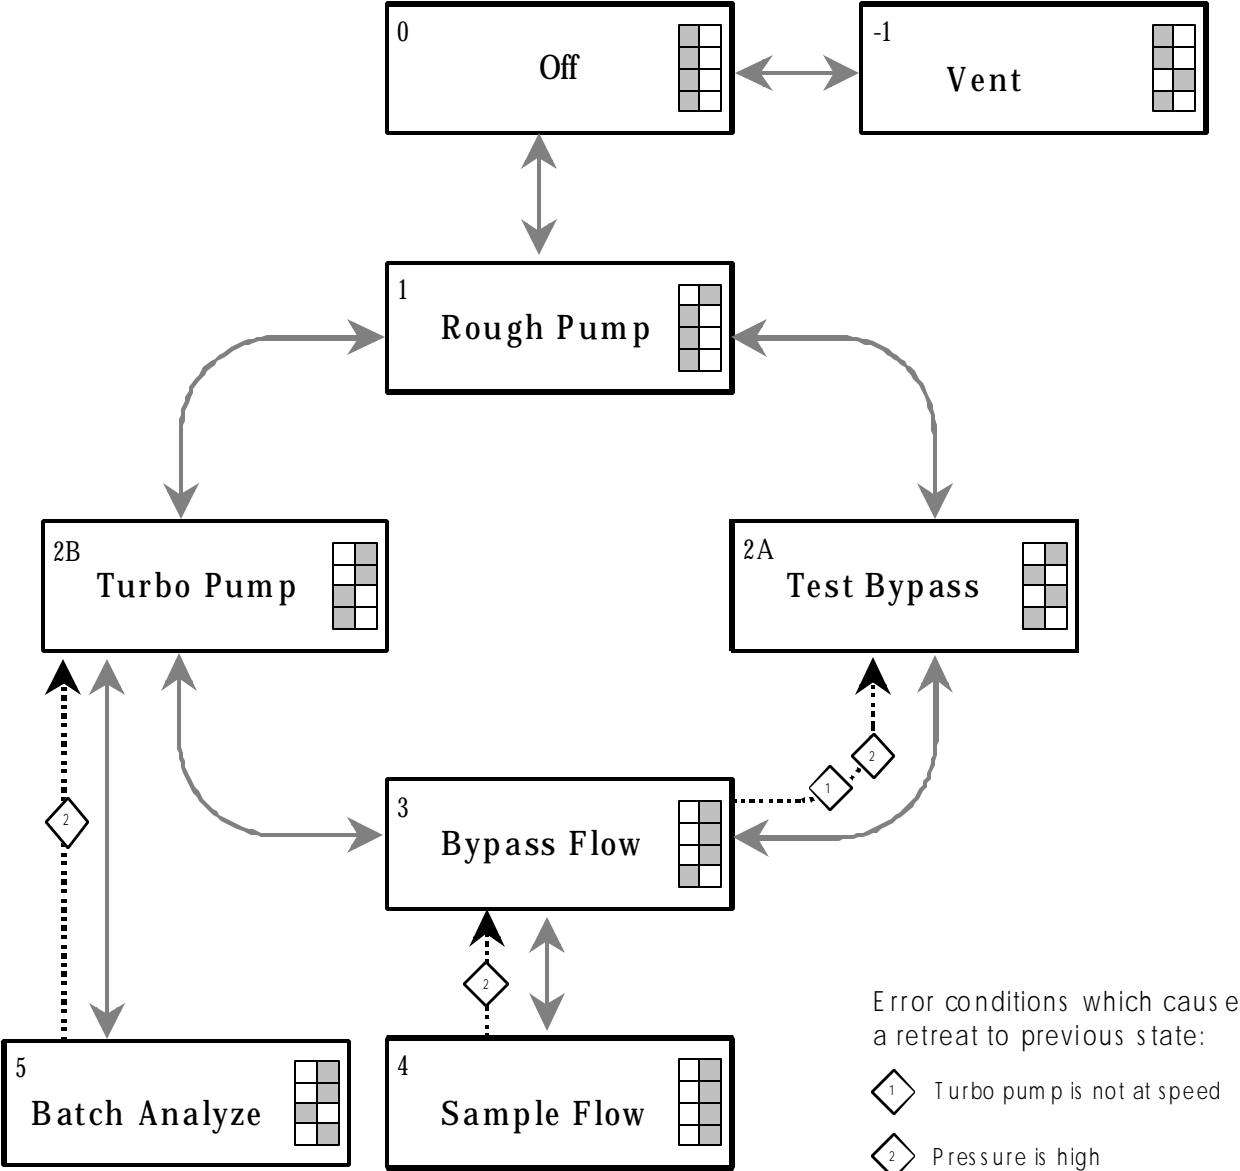 0
Off
-1
Vent
1
Rough Pump
2B
Turbo Pump
2A
Test Bypass
2
1
2
3
Bypass Flow
2
5
Batch Analyze
4
Sample Flow
Error conditions which cause
a retreat to previous state:
1 Turbo pump is not at speed
2 Pressure is high